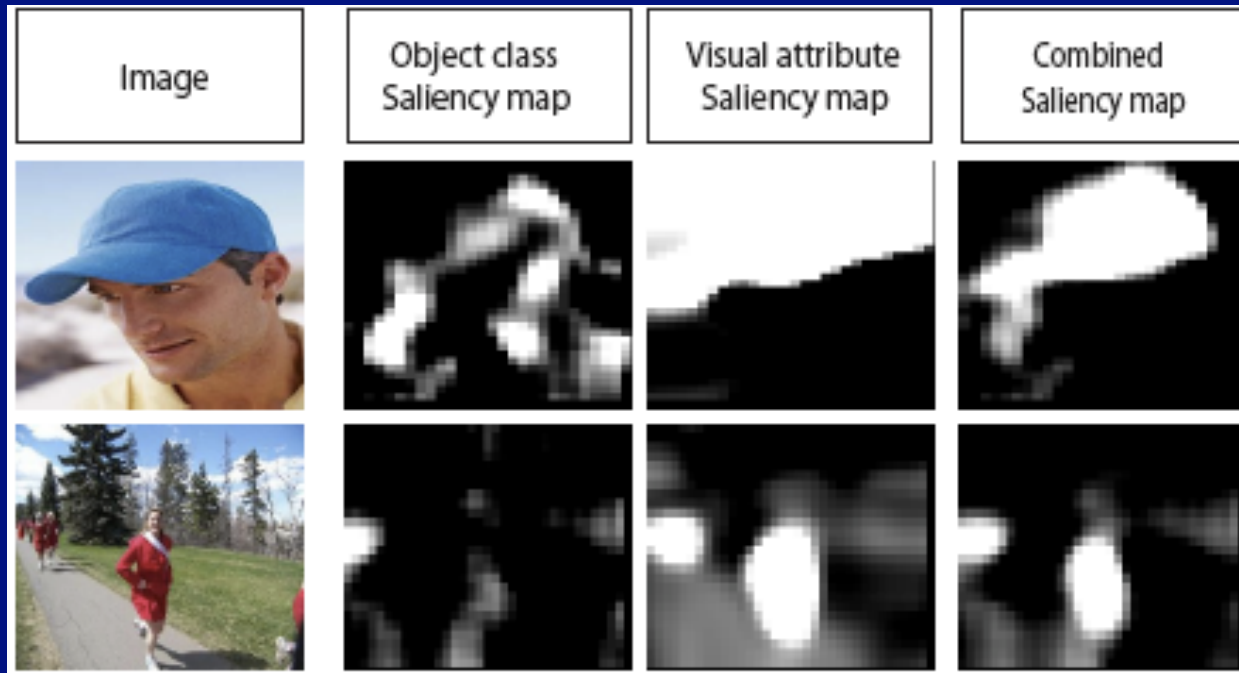 Image
Object class
Saliency map
Visual attribute
Saliency map
Combined
Saliency map